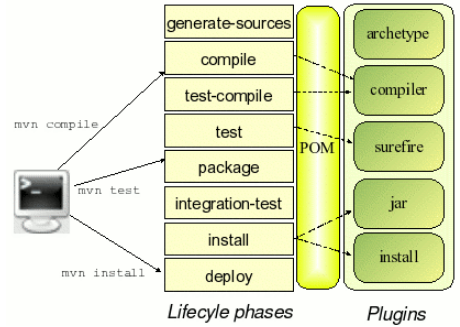 generate-sources
compile
test-compile
test
package
integration-test
install
deploy
POM
archetype
compiler
surefire
jar
install
mvn compile
mvn test
mvn install
Lifecyle phases
Plugins